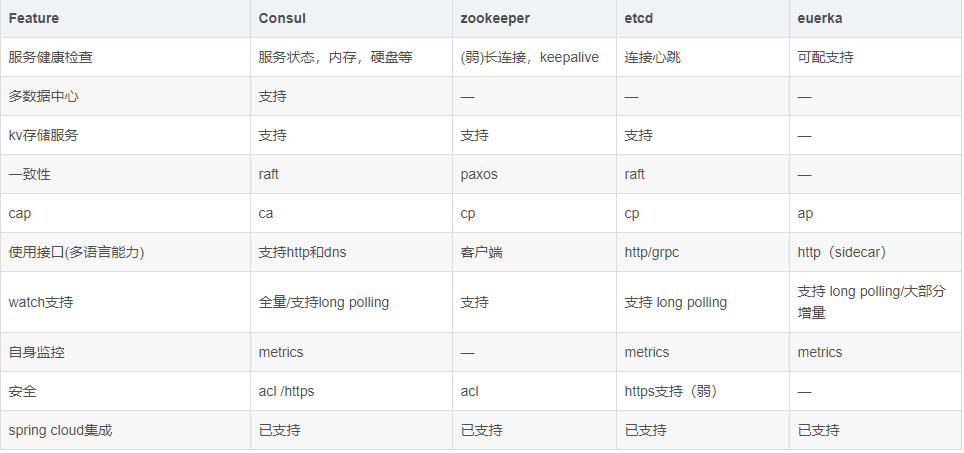 Feature Consul zookeeper etcd euerka
服务健康检查 服务状态，内存，硬盘等 (弱)长连接，keepalive 连接心跳 可配支持
多数据中心 支持 — — —
kv存储服务 支持 支持 支持 —
一致性 raft paxos raft —
cap ca cp cp ap
使用接口(多语言能力) 支持http和dns 客户端 http/grpc http（sidecar）
watch支持 全量/支持long polling 支持 支持 long polling 支持 long polling/大部分
增量
自身监控 metrics — metrics metrics
安全 acl /https acl https支持（弱） —
spring cloud集成 已支持 已支持 已支持 已支持